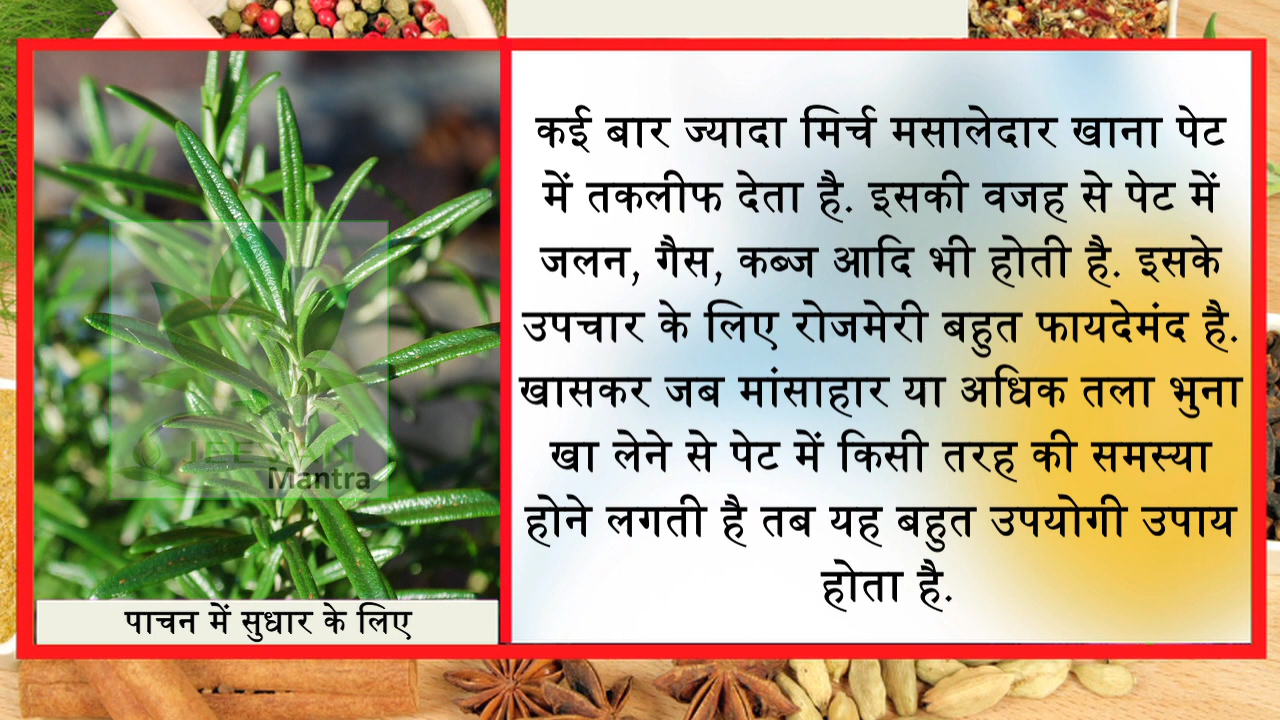 कई बार ज्यादा मिर्च मसालेदार खाना पेट
में तकलीफ देता है. इसकी वजह से पेट में
जलन, गैस, कब्ज आदि भी होती है. इसके
उपचार के लिए रोजमेरी बहुत फायदेमंद है.
खासकर जब मांसाहार या अधिक तला भुना
खा लेने से पेट में किसी तरह की समस्या
होने लगती है तब यह बहुत उपयोगी उपाय
होता है.
Mantra
पाचन में सुधार के लिए